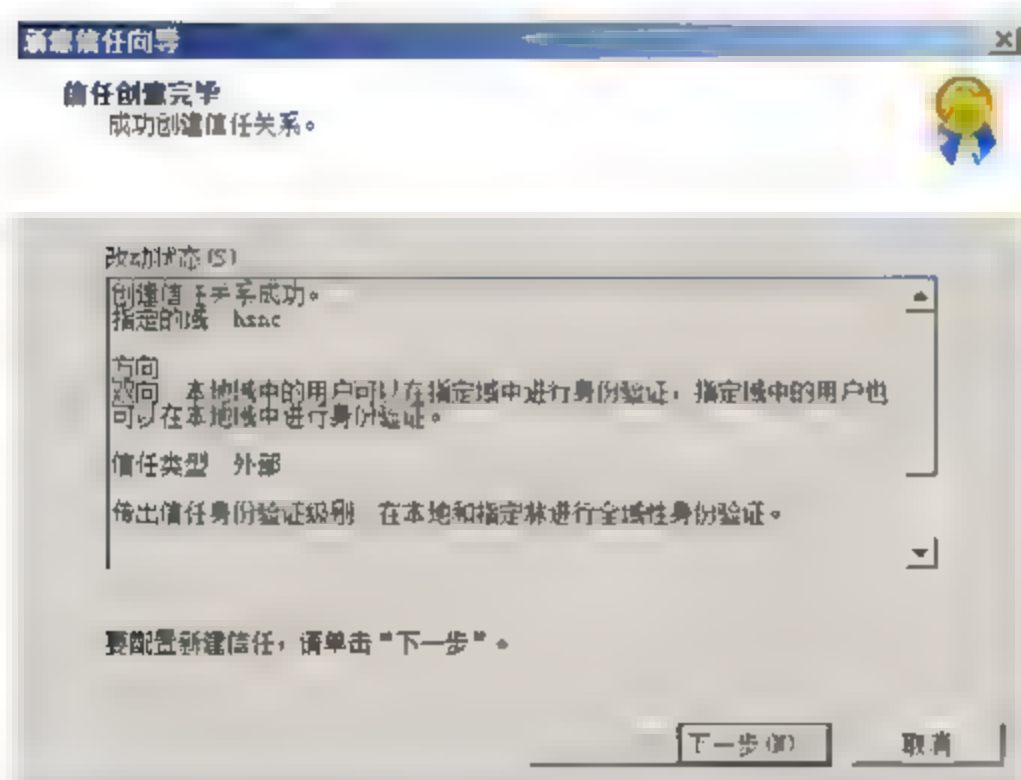 新建信任向导
信任创建完毕
成功创建信任关系。
改动状态(S)
创建信任关系成功。
指定的域 hsnc
方向
双向 本地域中的用户可以在指定域中进行身份验证，指定域中的用户也
可以在本地域中进行身份验证。
信任类型 外部
传出信任身份验证级别 在本地和指定林进行全域性身份验证。
要配置新建信任，请单击"下一步"。
下一步(N)
取消